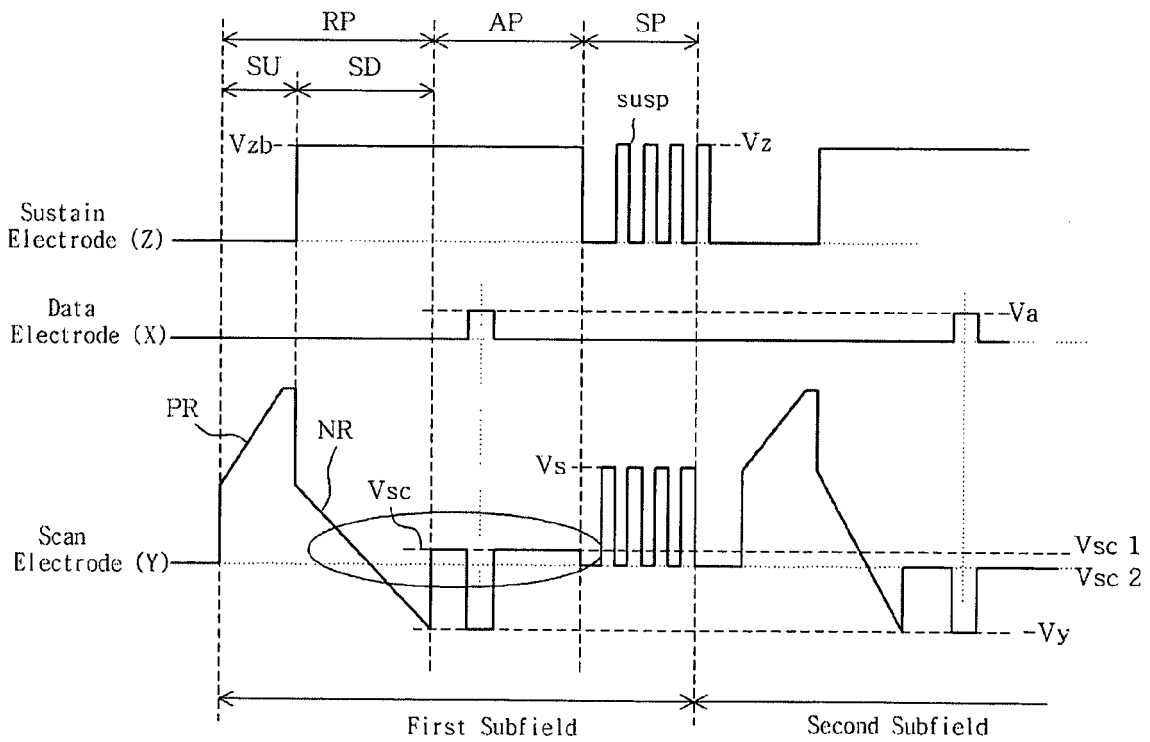 RP AP SP
SU SD
susp
Vzb Vz
Sustain
Electrode (Z)
Data
Electrode (X)
Va
PR
NR
Vs
Vsc
Scan
Electrode (Y)
Vsc 1
Vsc 2
Vy
First Subfield Second Subfield